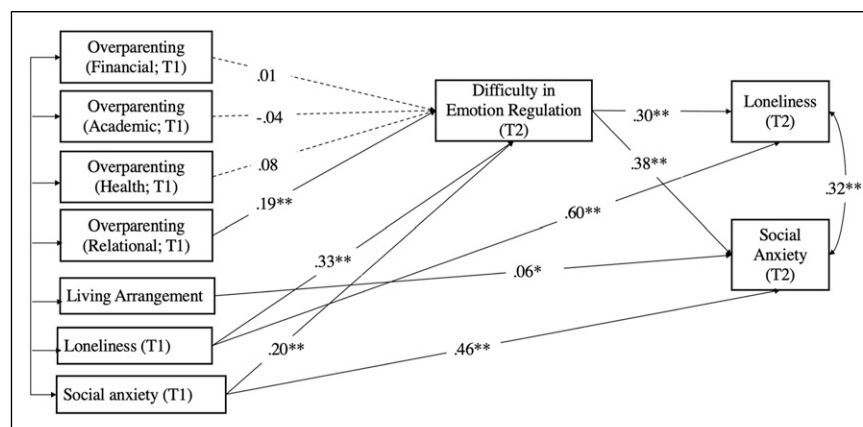 Overparenting
(Financial; T1)
Overparenting
(Academic; T1)
Overparenting
(Health; T1)
Overparenting
(Relational; T1)
Living Arrangement
Loneliness (T1)
Social anxiety (T1)
.01
-.04
.08
.19**
.33**
.20**
Difficulty in
Emotion Regulation
(T2)
.30**
.38**
.60**
.06*
.46**
Loneliness
(T2)
.32**
Social
Anxiety
(T2)